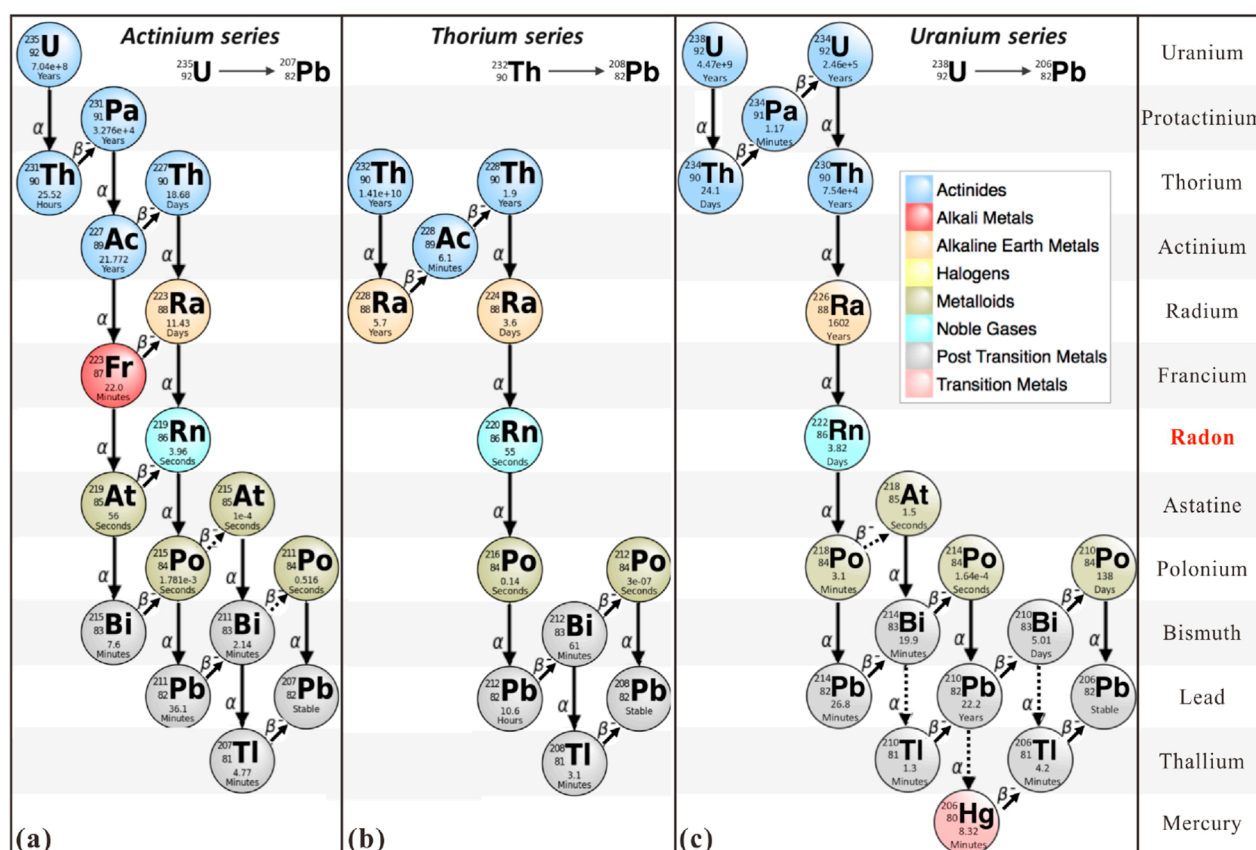 Actinium series
235 92 U → 207 82 Pb
235 92 U 7.04e+8 Years
α
231 91 Pa 3.276e+4 Years
β-
231 90 Th 25.52 Hours
α
227 90 Th 18.68 Days
β-
227 89 Ac 21.772 Years
α
α
223 88 Ra 11.43 Days
β-
223 87 Fr 22.0 Minutes
α
219 86 Rn 3.96 Seconds
α
β-
219 85 At 56 Seconds
215 85 At 1e-4 Seconds
α
β-
215 84 Po 1.781e-3 Seconds
211 84 Po 0.516 Seconds
α
β-
β-
215 83 Bi 7.6 Minutes
211 83 Bi 2.14 Minutes
α
α
β-
211 82 Pb 36.1 Minutes
207 82 Pb Stable
α
β-
207 81 Tl 4.77 Minutes
(a)
Thorium series
232 90 Th → 208 82 Pb
232 90 Th 1.41e+10 Years
228 90 Th 1.9 Years
β-
228 89 Ac 6.1 Minutes
α
α
β-
228 88 Ra 5.7 Years
224 88 Ra 3.6 Days
α
220 86 Rn 55 Seconds
α
216 84 Po 0.14 Seconds
212 84 Po 3e-07 Seconds
β-
212 83 Bi 61 Minutes
α
α
β-
212 82 Pb 10.6 Hours
208 82 Pb Stable
α
β-
208 81 Tl 3.1 Minutes
(b)
Uranium series
238 92 U → 206 82 Pb
238 92 U 4.47e+9 Years
234 92 U 2.46e+5 Years
β-
234 91 Pa 1.17 Minutes
α
α
β-
234 90 Th 24.1 Days
230 90 Th 7.54e+4 Years
α
226 88 Ra 1602 Years
α
222 86 Rn 3.82 Days
α
218 85 At 1.5 Seconds
β-
218 84 Po 3.1 Minutes
214 84 Po 1.64e-4 Seconds
210 84 Po 138 Days
α
β-
β-
214 83 Bi 19.9 Minutes
210 83 Bi 5.01 Days
α
α
α
β-
β-
214 82 Pb 26.8 Minutes
210 82 Pb 22.2 Years
206 82 Pb Stable
α
α
β-
β-
210 81 Tl 1.3 Minutes
206 81 Tl 4.2 Minutes
α
β-
206 80 Hg 8.32 Minutes
(c)
Actinides
Alkali Metals
Alkaline Earth Metals
Halogens
Metalloids
Noble Gases
Post Transition Metals
Transition Metals
Uranium
Protactinium
Thorium
Actinium
Radium
Francium
Radon
Astatine
Polonium
Bismuth
Lead
Thallium
Mercury